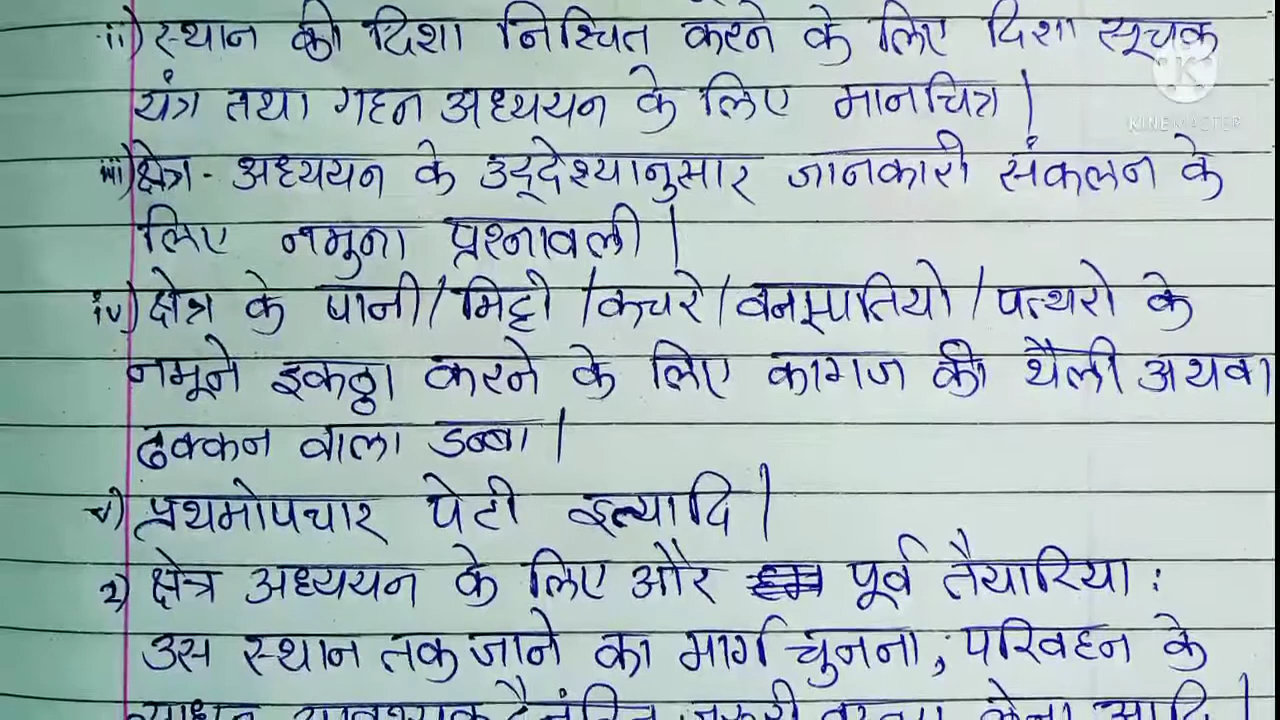 ii) स्थान की दिशा निश्चित करने के लिए दिशा सूचक
यंत्र तथा गहन अध्ययन के लिए मानचित्र |
KINEMASTER
iii) क्षेत्र - अध्ययन के उद्देश्यानुसार जानकारी संकलन के
लिए नमुना प्रश्नावली |
iv) क्षेत्र के पानी / मिट्टी / कचरे / वनस्पतियो / पत्थरो के
नमूने इकठ्ठा करने के लिए कागज की थैली अथवा
ढक्कन वाला डब्बा |
v) प्रथमोपचार पेटी इत्यादि |
2) क्षेत्र अध्ययन के लिए और पूर्व तैयारिया :
उस स्थान तक जाने का मार्ग चुनना, परिवहन के